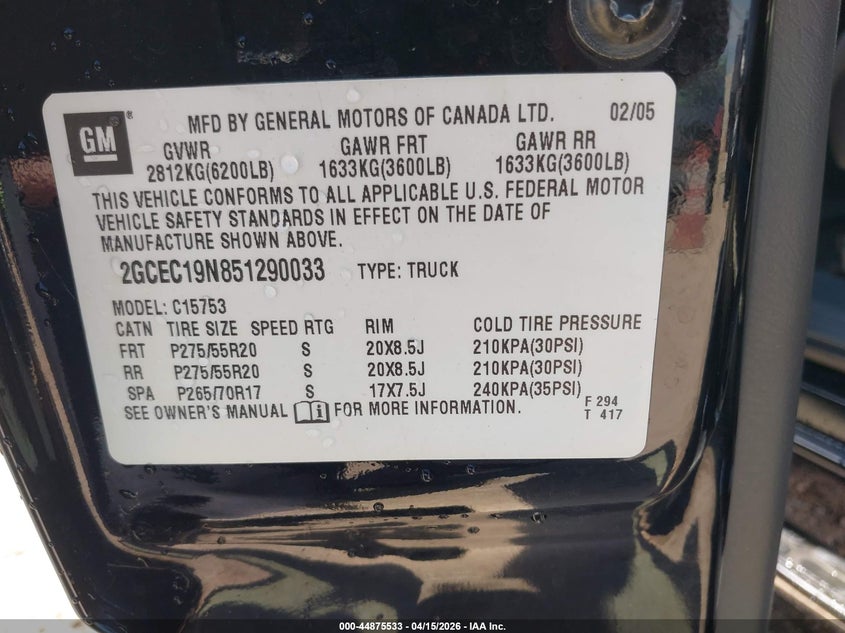 GM
MFD BY GENERAL MOTORS OF CANADA LTD. 02/05
GVWR GAWR FRT GAWR RR
2812KG(6200LB) 1633KG(3600LB) 1633KG(3600LB)
THIS VEHICLE CONFORMS TO ALL APPLICABLE U.S. FEDERAL MOTOR
VEHICLE SAFETY STANDARDS IN EFFECT ON THE DATE OF
MANUFACTURE SHOWN ABOVE.
2GCEC19N851290033 TYPE: TRUCK
MODEL: C15753
CATN TIRE SIZE SPEED RTG RIM COLD TIRE PRESSURE
FRT P275/55R20 S 20X8.5J 210KPA(30PSI)
RR P275/55R20 S 20X8.5J 210KPA(30PSI)
SPA P265/70R17 S 17X7.5J 240KPA(35PSI)
SEE OWNER'S MANUAL i FOR MORE INFORMATION. F 294
T 417
000-44875533 - 04/15/2026 - IAA Inc.